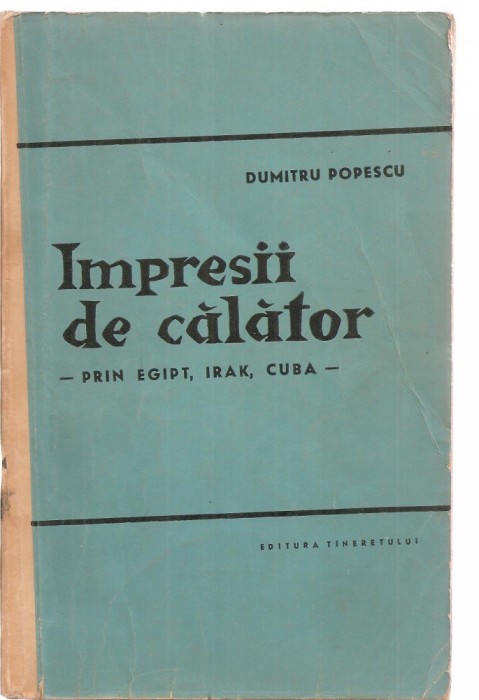 DUMITRU POPESCU
Impresii
de călător
— PRIN EGIPT, IRAK, CUBA —
EDITURA TINERETULUI